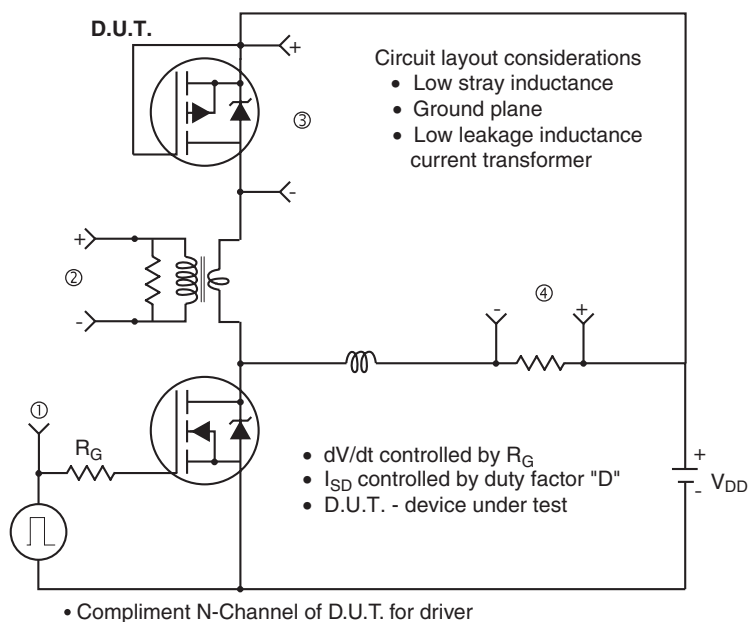 D.U.T.
+
Circuit layout considerations
• Low stray inductance
• Ground plane
• Low leakage inductance
current transformer
③
-
+
②
-
④
-
+
①
R_G
• dV/dt controlled by R_G
• I_SD controlled by duty factor "D"
• D.U.T. - device under test
+
V_DD
-
• Compliment N-Channel of D.U.T. for driver